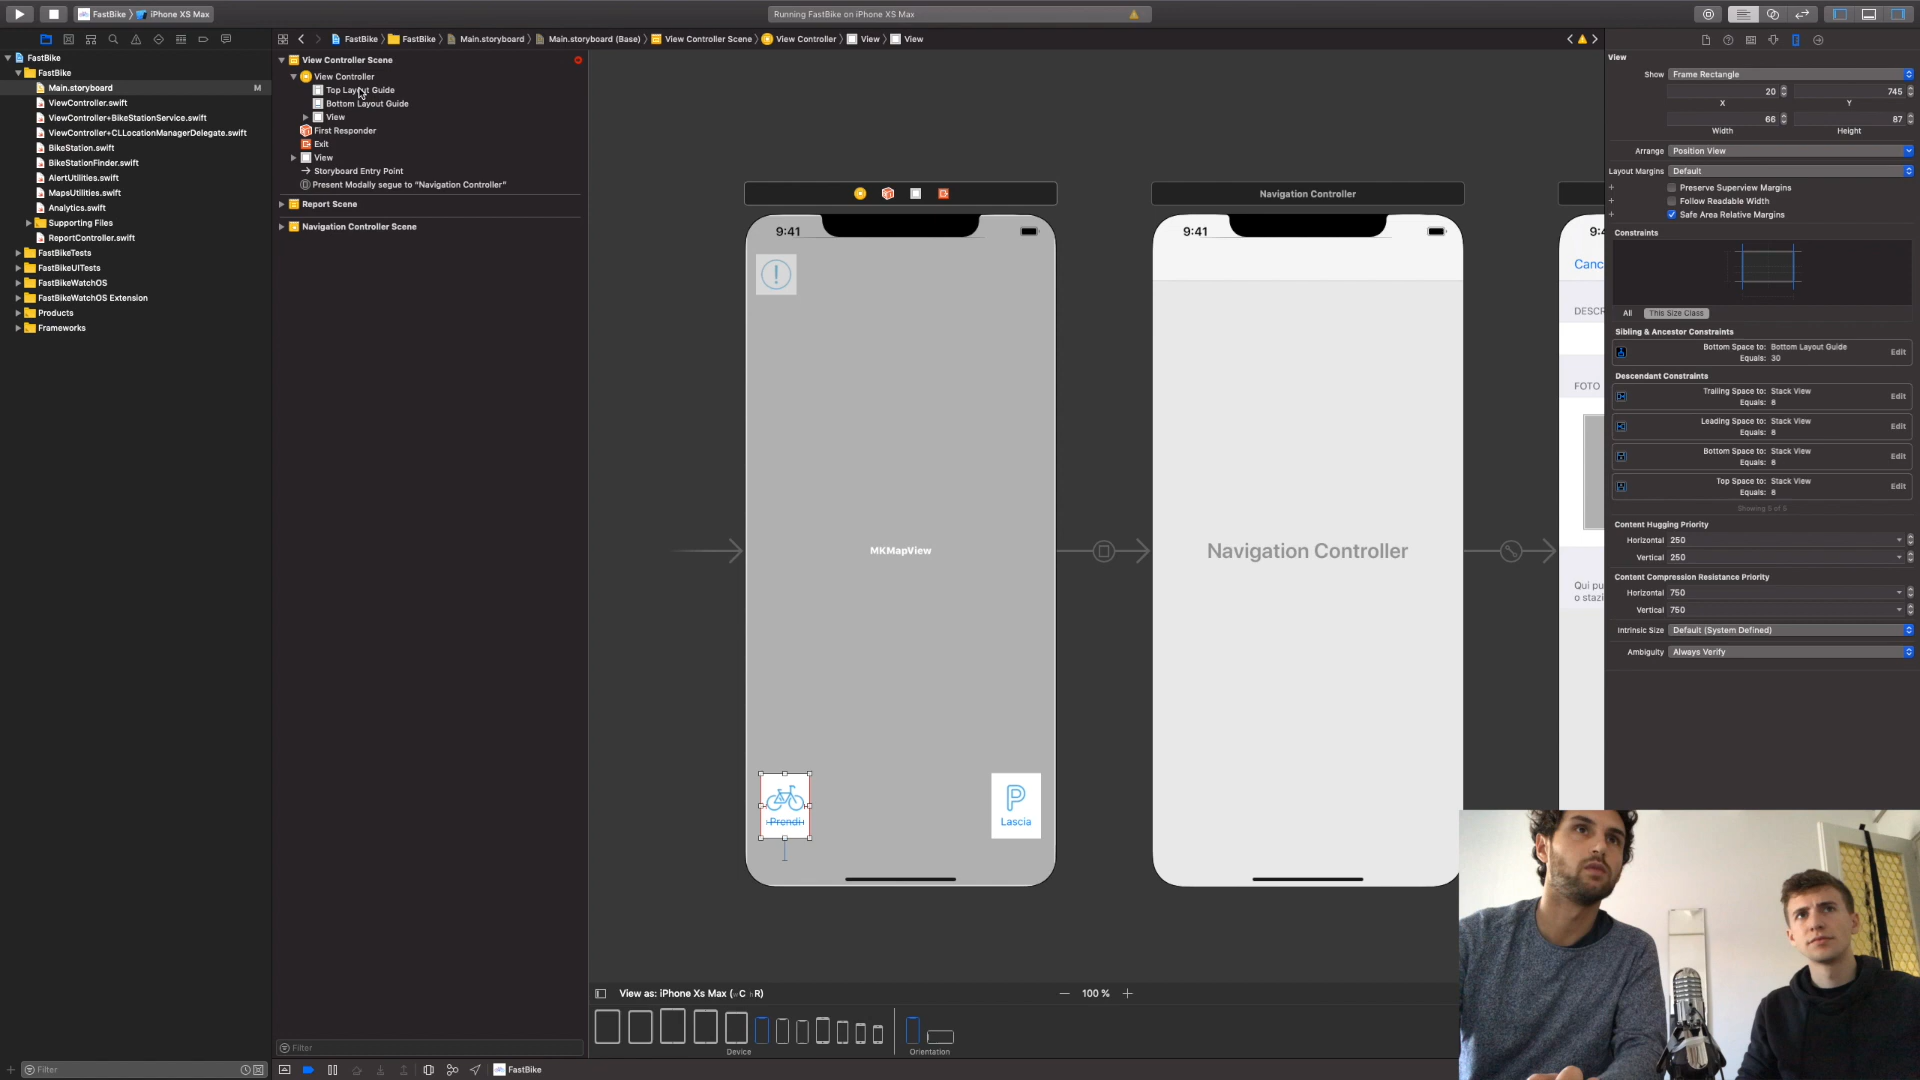 FastBike
iPhone XS Max
Running FastBike on iPhone XS Max
FastBike
FastBike
Main.storyboard
Main.storyboard (Base)
View Controller Scene
View Controller
View
View
FastBike
FastBike
Main.storyboard
M
ViewController.swift
ViewController+BikeStationService.swift
ViewController+CLLocationManagerDelegate.swift
BikeStation.swift
BikeStationFinder.swift
AlertUtilities.swift
MapsUtilities.swift
Analytics.swift
Supporting Files
ReportController.swift
FastBikeTests
FastBikeUITests
FastBikeWatchOS
FastBikeWatchOS Extension
Products
Frameworks
Filter
View Controller Scene
View Controller
Top Layout Guide
Bottom Layout Guide
View
First Responder
Exit
View
Storyboard Entry Point
Present Modally segue to "Navigation Controller"
Report Scene
Navigation Controller Scene
Filter
9:41
MKMapView
Prendi
P
Lascia
Navigation Controller
9:41
Navigation Controller
9:4
Canc
DESCR
FOTO
Qui pu
o stazi
View as: iPhone Xs Max (wC hR)
100 %
Device
Orientation
FastBike
View
Show Frame Rectangle
20 745
X Y
66 87
Width Height
Arrange Position View
Layout Margins Default
Preserve Superview Margins
Follow Readable Width
Safe Area Relative Margins
Constraints
All This Size Class
Sibling & Ancestor Constraints
Bottom Space to: Bottom Layout Guide
Equals: 30
Edit
Descendant Constraints
Trailing Space to: Stack View
Equals: 8
Edit
Leading Space to: Stack View
Equals: 8
Edit
Bottom Space to: Stack View
Equals: 8
Edit
Top Space to: Stack View
Equals: 8
Edit
Showing 5 of 6
Content Hugging Priority
Horizontal 250
Vertical 250
Content Compression Resistance Priority
Horizontal 750
Vertical 750
Intrinsic Size Default (System Defined)
Ambiguity Always Verify